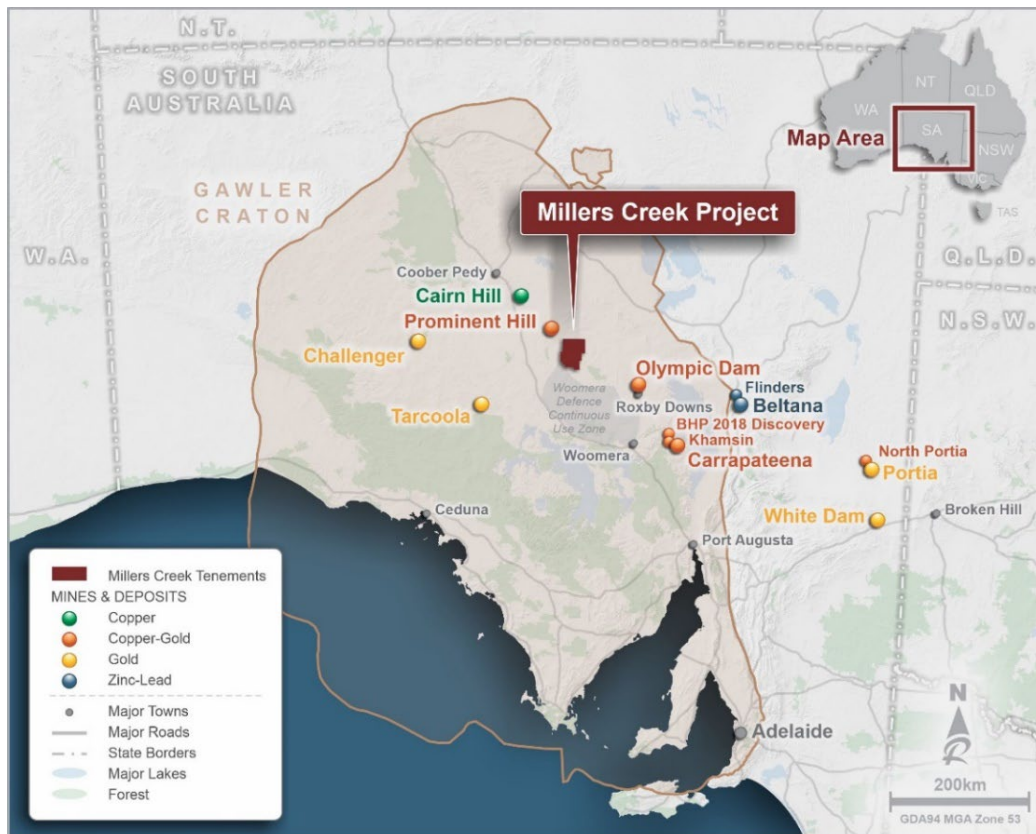 N.T.
SOUTH
AUSTRALIA
NT
QLD
WA
SA
NSW
VIC
TAS
Map Area
GAWLER
CRATON
Millers Creek Project
W.A.
Q.L.D.
N.S.W.
Coober Pedy
Cairn Hill
Prominent Hill
Challenger
Olympic Dam
Flinders
Beltana
Woomera
Defence
Continuous
Use Zone
Roxby Downs
Tarcoola
BHP 2018 Discovery
Khamsin
Carrapateena
Woomera
North Portia
Portia
White Dam
Broken Hill
Ceduna
Port Augusta
Adelaide
Millers Creek Tenements
MINES & DEPOSITS
Copper
Copper-Gold
Gold
Zinc-Lead
Major Towns
Major Roads
State Borders
Major Lakes
Forest
N
200km
GDA94 MGA Zone 53